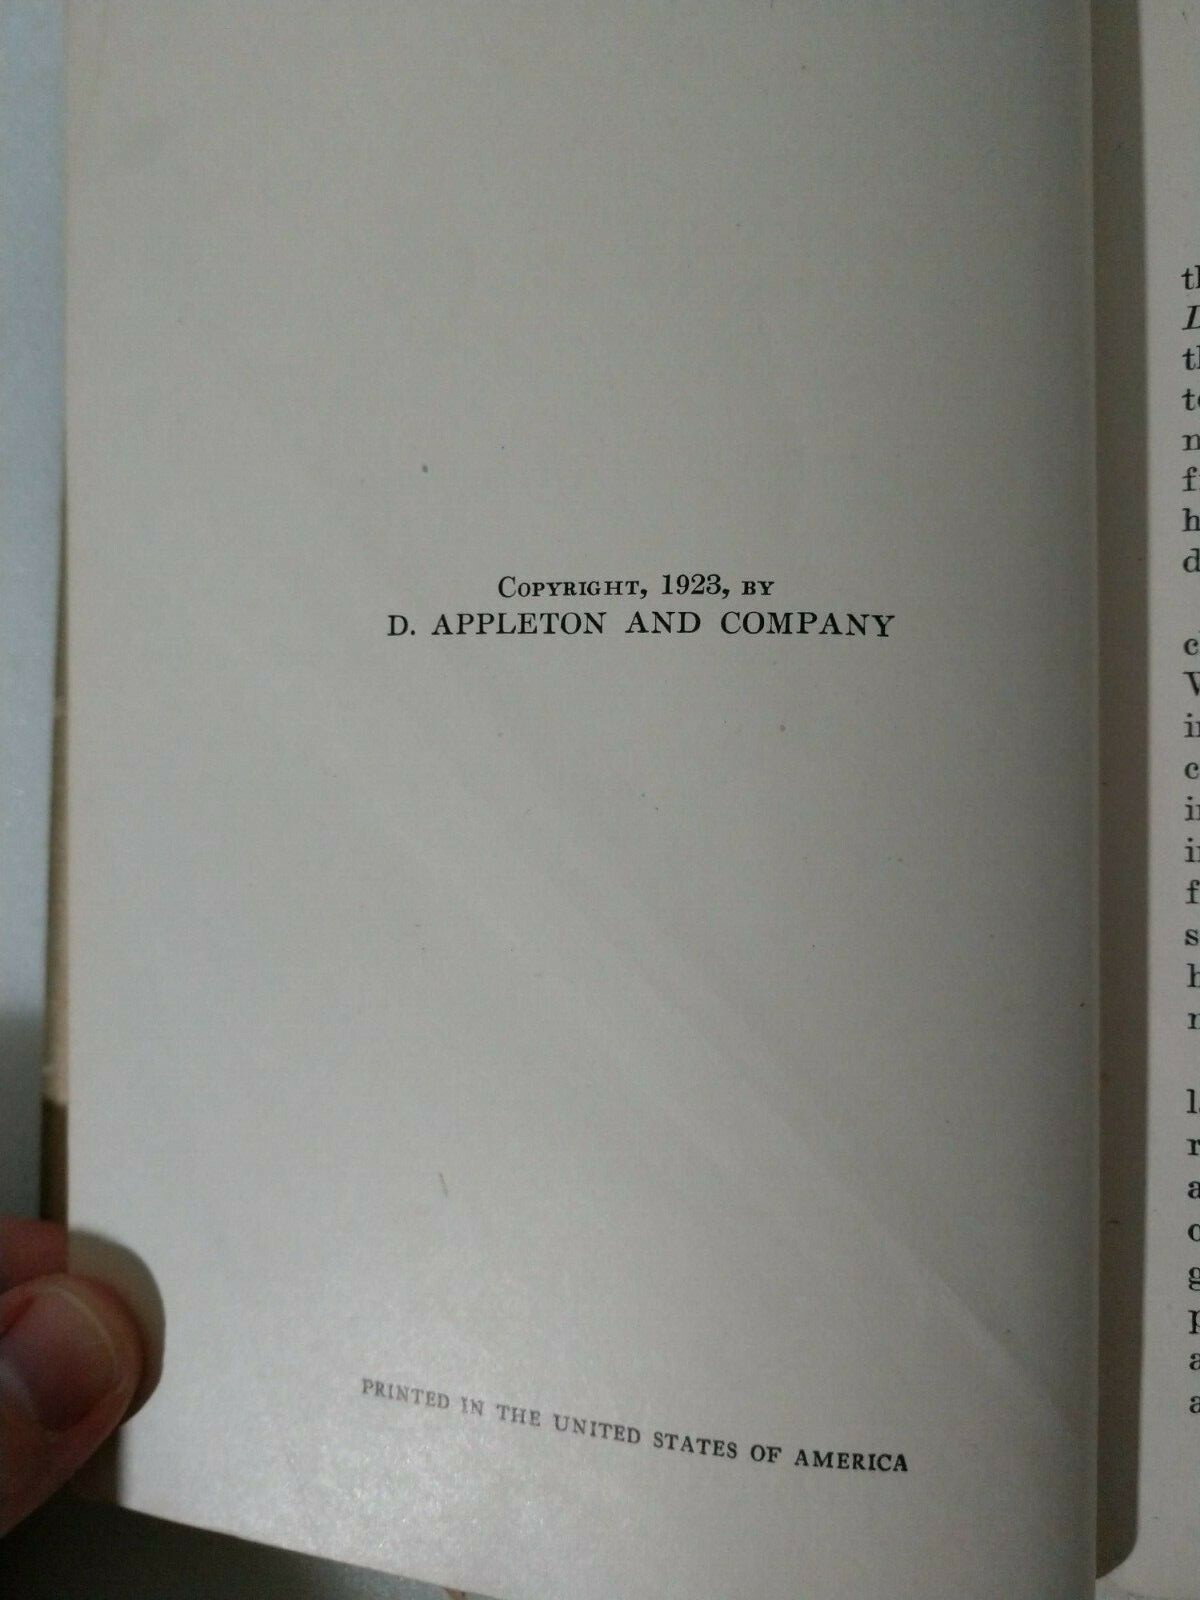 Copyright, 1923, by
D. APPLETON AND COMPANY
PRINTED IN THE UNITED STATES OF AMERICA